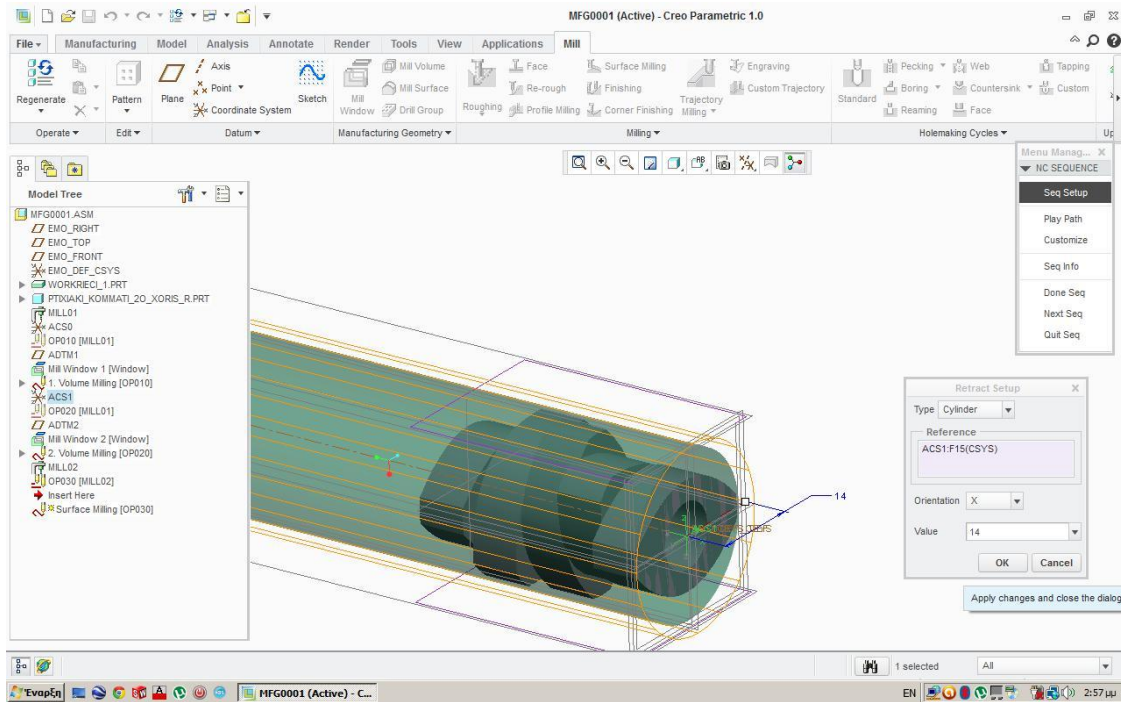 MFG0001 (Active) - Creo Parametric 1.0
File Manufacturing Model Analysis Annotate Render Tools View Applications Mill
Regenerate
Operate
Pattern
Edit
Plane
Axis
Point
Coordinate System
Sketch
Datum
Mill Window
Mill Volume
Mill Surface
Drill Group
Manufacturing Geometry
Roughing
Face
Re-rough
Profile Milling
Surface Milling
Finishing
Corner Finishing
Trajectory Milling
Engraving
Custom Trajectory
Milling
Standard
Pecking
Boring
Reaming
Web
Countersink
Face
Tapping
Custom
Holemaking Cycles
Menu Manag...
NC SEQUENCE
Seq Setup
Play Path
Customize
Seq Info
Done Seq
Next Seq
Quit Seq
Model Tree
MFG0001.ASM
EMO_RIGHT
EMO_TOP
EMO_FRONT
EMO_DEF_CSYS
WORKRIECI_1.PRT
PTIXIAKI_KOMMATI_2O_XORIS_R.PRT
MILL01
ACS0
OP010 [MILL01]
ADTM1
Mill Window 1 [Window]
1. Volume Milling [OP010]
ACS1
OP020 [MILL01]
ADTM2
Mill Window 2 [Window]
2. Volume Milling [OP020]
MILL02
OP030 [MILL02]
Insert Here
Surface Milling [OP030]
14
Retract Setup
Type Cylinder
Reference
ACS1:F15(CSYS)
Orientation X
Value 14
OK Cancel
Apply changes and close the dialog
1 selected All
Έναρξη MFG0001 (Active) - C... EN 2:57 μμ